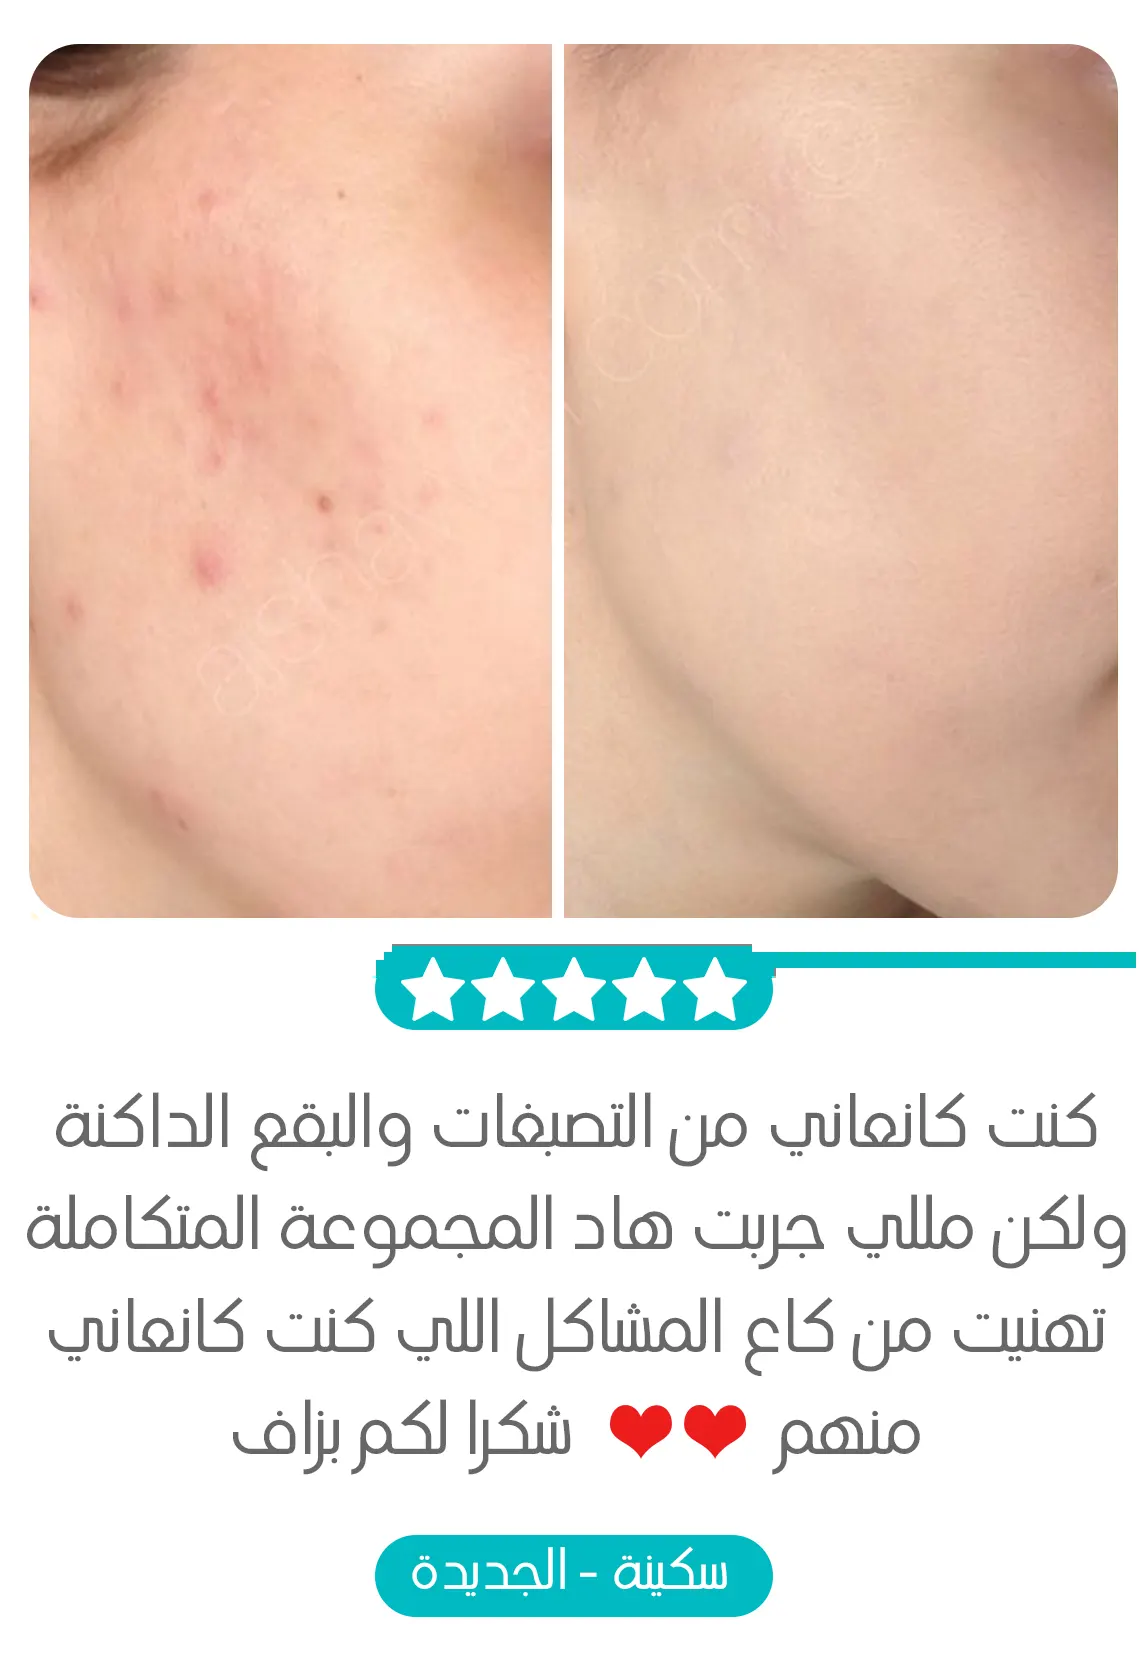 كنت كانعاني من التصبغات والبقع الداكنة
ولكن مللي جربت هاد المجموعة المتكاملة
تهنيت من كاع المشاكل اللي كنت كانعاني
منهم ❤❤ شكرا لكم بزاف
سكينة - الجديدة